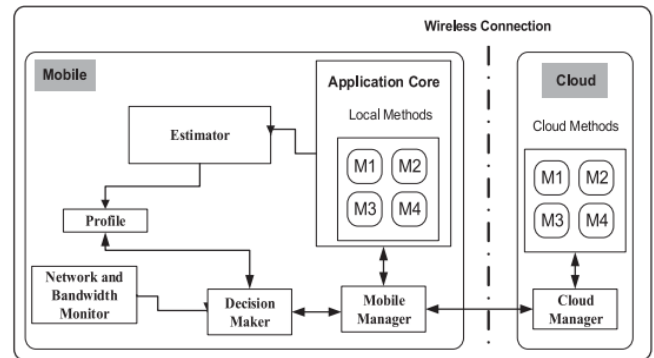 Wireless Connection
Mobile
Application Core
Cloud
Local Methods
Cloud Methods
Estimator
M1 M2
M3 M4
M1 M2
M3 M4
Profile
Network and
Bandwidth
Monitor
Decision
Maker
Mobile
Manager
Cloud
Manager